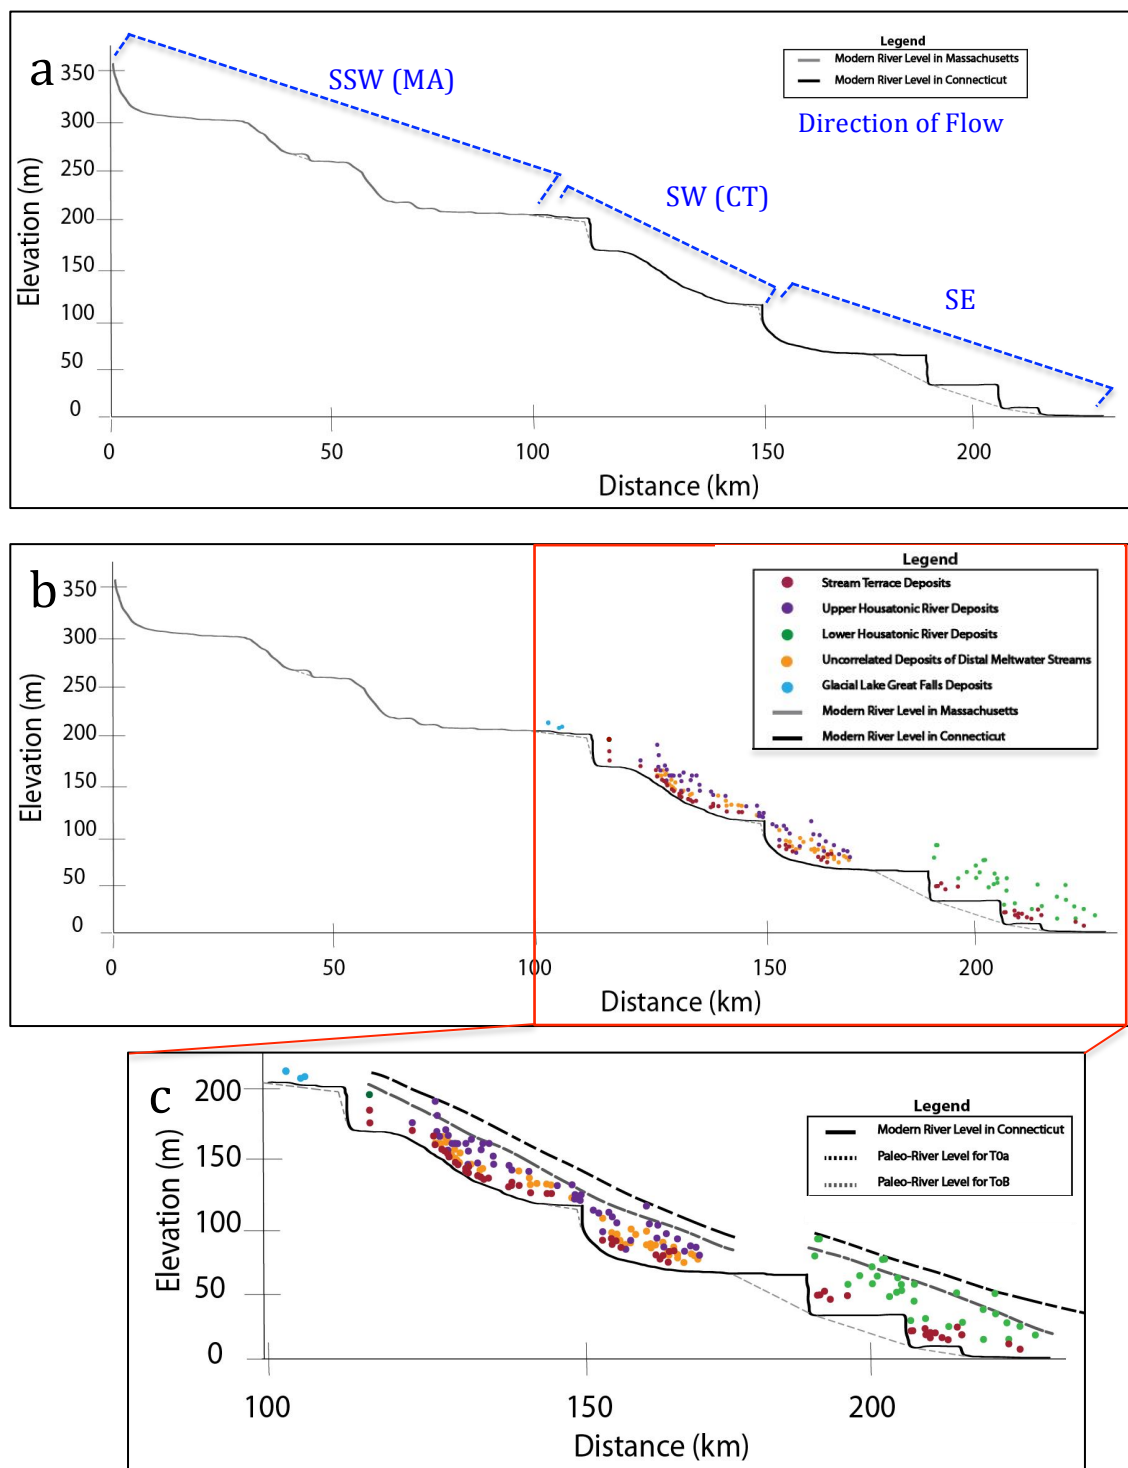 a
Legend
Modern River Level in Massachusetts
Modern River Level in Connecticut
Direction of Flow
SSW (MA)
SW (CT)
SE
350
300
250
200
150
100
50
0
Elevation (m)
0 50 100 150 200
Distance (km)
b
Legend
Stream Terrace Deposits
Upper Housatonic River Deposits
Lower Housatonic River Deposits
Uncorrelated Deposits of Distal Meltwater Streams
Glacial Lake Great Falls Deposits
Modern River Level in Massachusetts
Modern River Level in Connecticut
350
300
250
200
150
100
50
0
Elevation (m)
0 50 100 150 200
Distance (km)
c
Legend
Modern River Level in Connecticut
Paleo-River Level for T0a
Paleo-River Level for ToB
200
150
100
50
0
Elevation (m)
100 150 200
Distance (km)